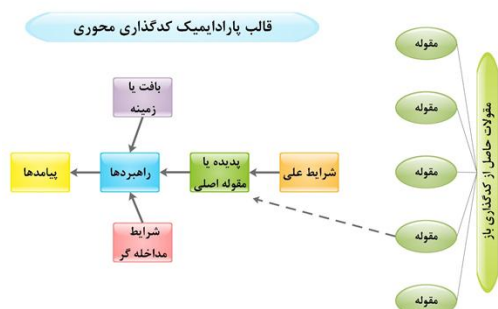 قالب پارادایمیک کدگذاری محوری
مقوله
مقوله
مقوله
مقوله
مقوله
مقولات حاصل از کدگذاری باز
بافت یا
زمینه
شرایط علی
پدیده یا
مقوله اصلی
راهبردها
پیامدها
شرایط
مداخله گر